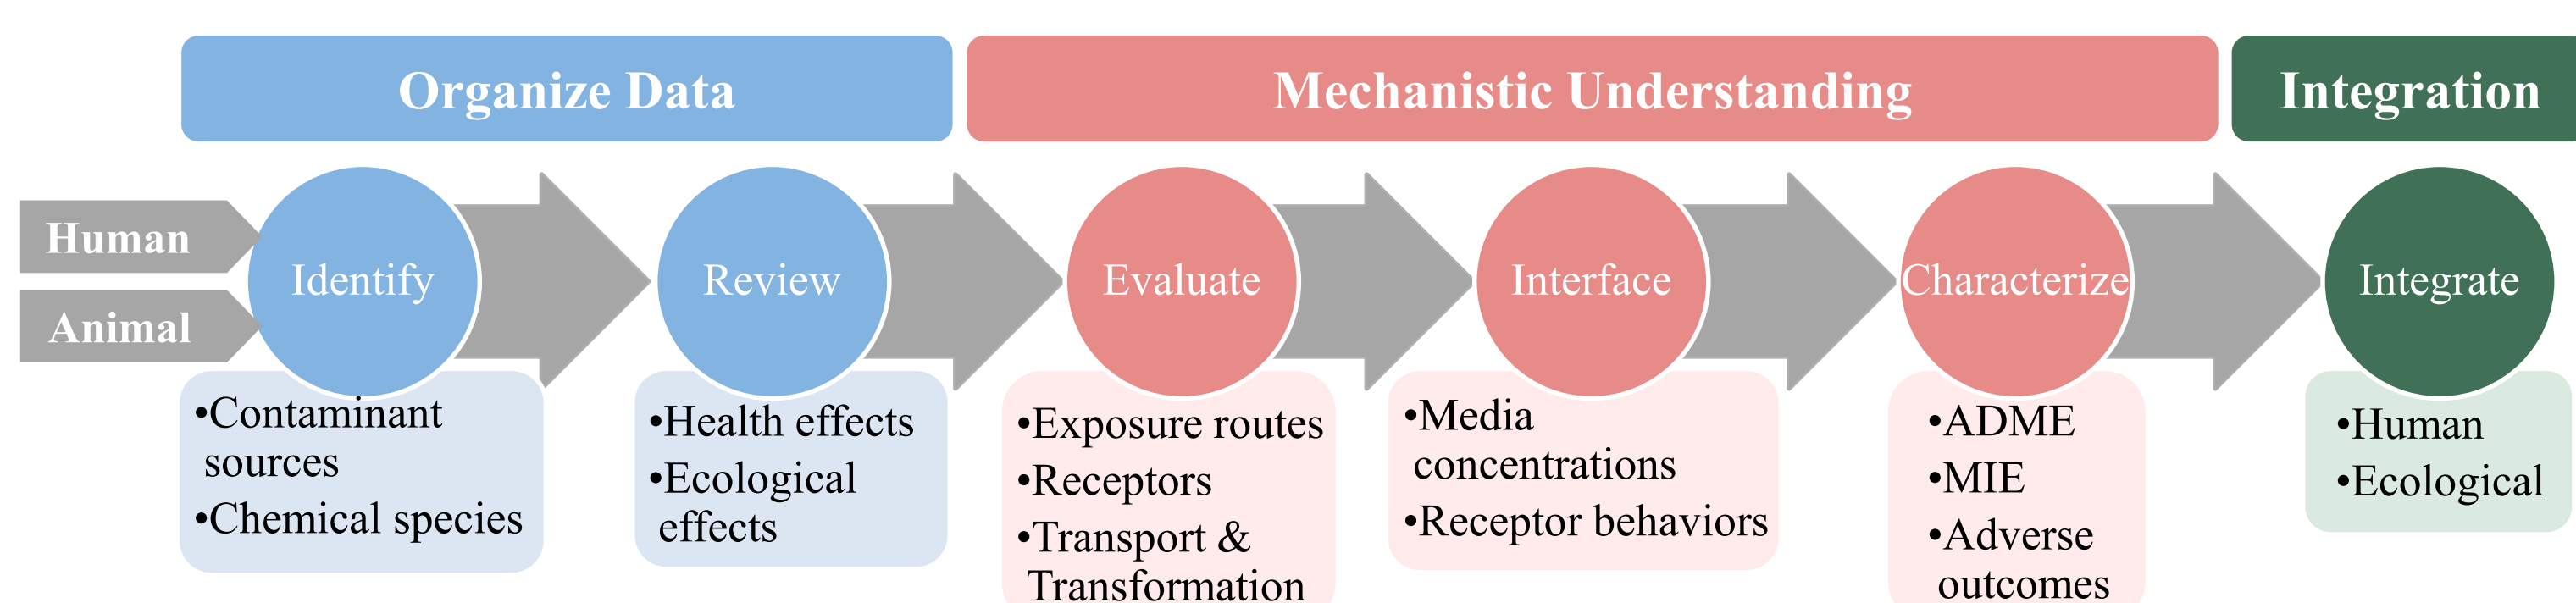 Organize Data
Mechanistic Understanding
Integration
Human
Animal
Identify
Review
Evaluate
Interface
Characterize
Integrate
•Contaminant
sources
•Chemical species
•Health effects
•Ecological
effects
•Exposure routes
•Receptors
•Transport &
Transformation
•Media
concentrations
•Receptor behaviors
•ADME
•MIE
•Adverse
outcomes
•Human
•Ecological